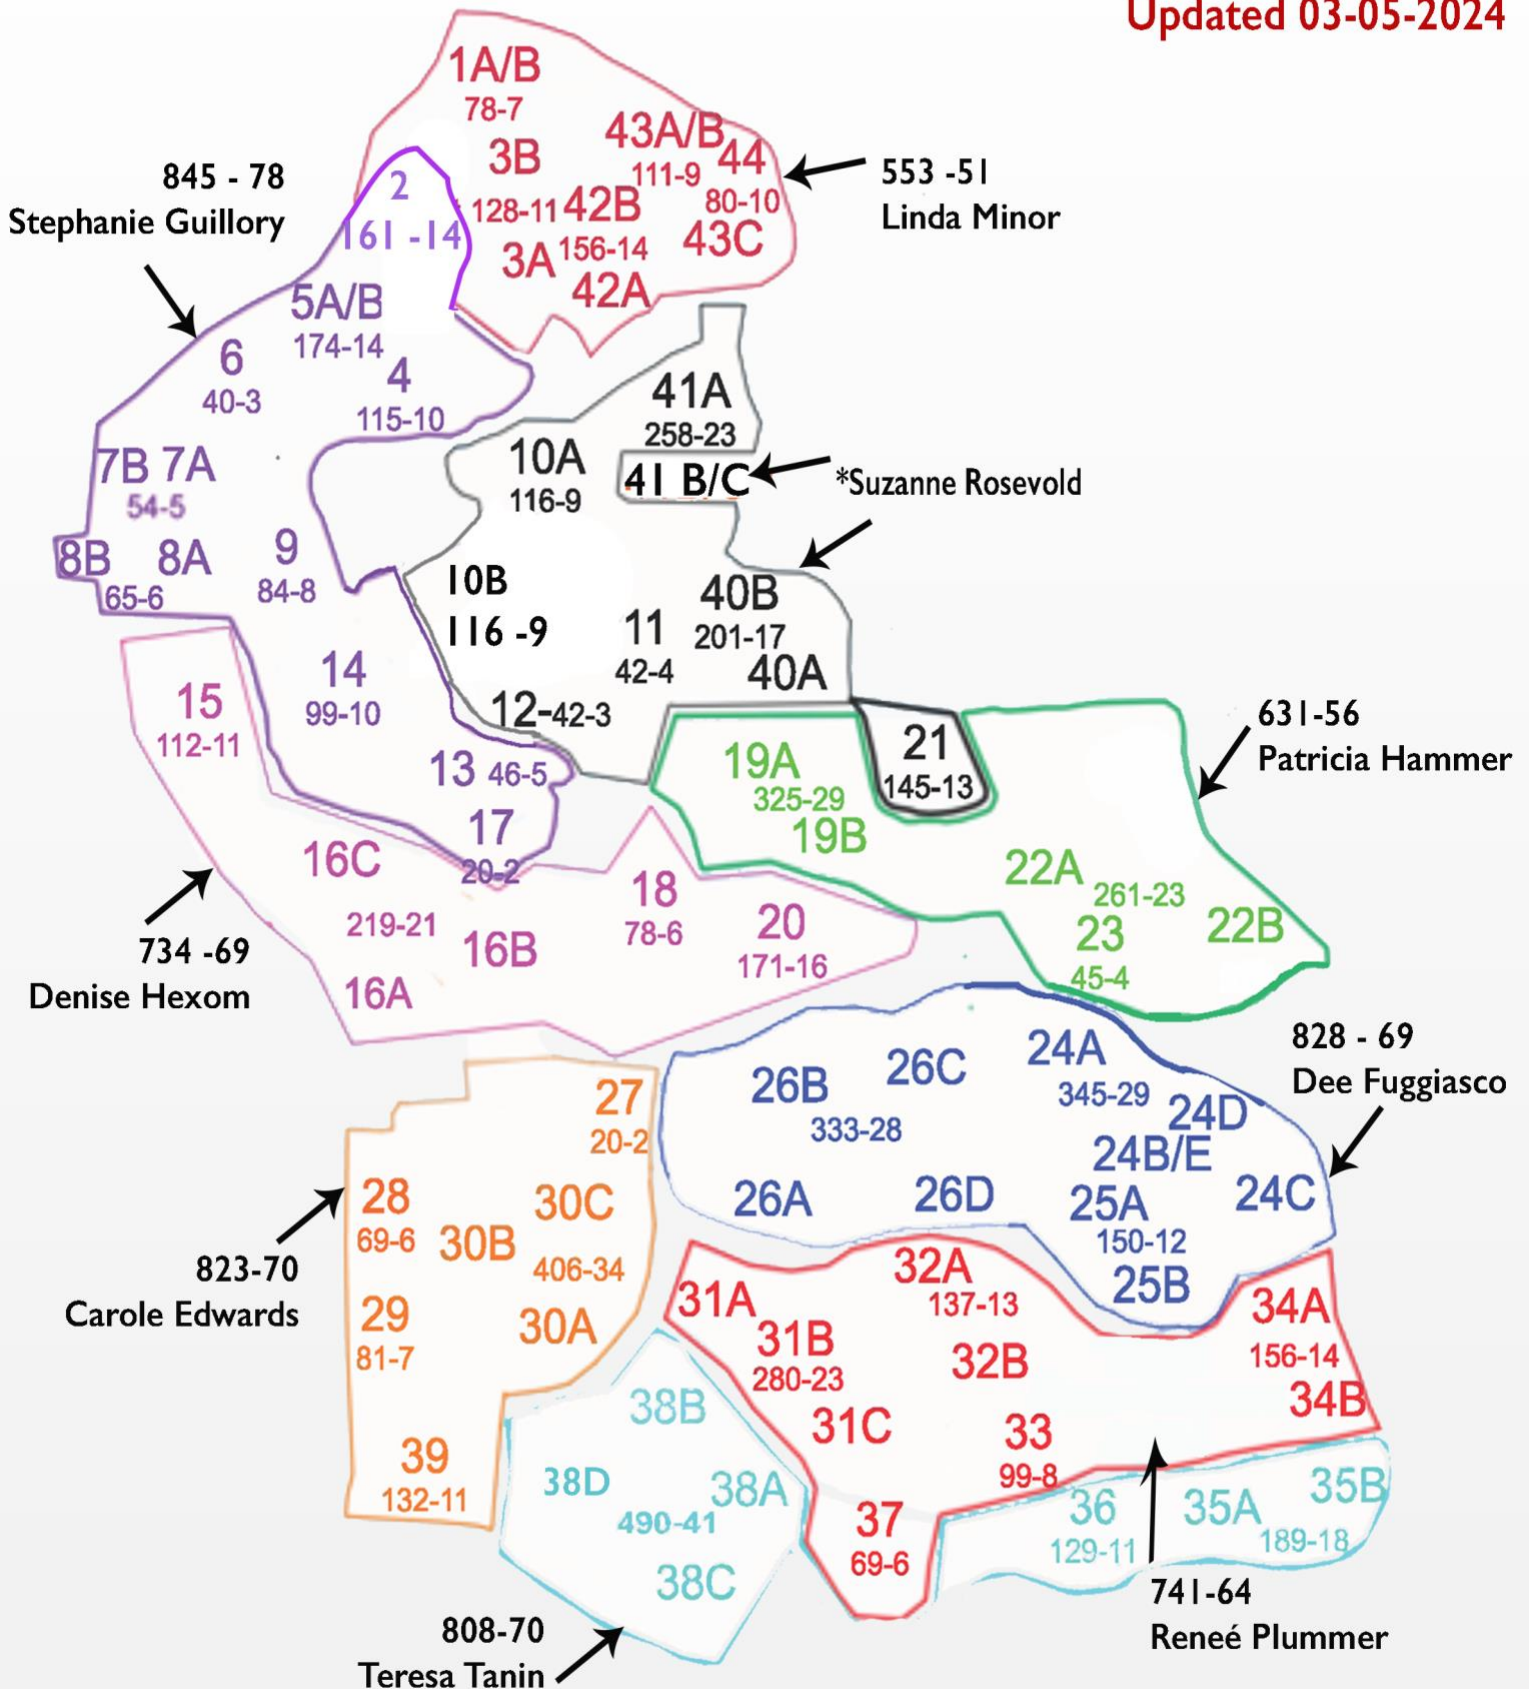 Updated 03-05-2024
1A/B
78-7
43A/B
44
3B
111-9
80-10
128-11
42B
43C
3A
156-14
42A
553 -51
Linda Minor
845 - 78
Stephanie Guillory
2
161 -14
5A/B
174-14
6
40-3
4
115-10
7B 7A
54-5
8B
8A
65-6
9
84-8
14
99-10
13 46-5
17
20-2
41A
258-23
10A
116-9
41 B/C
*Suzanne Rosevold
10B
116 -9
40B
201-17
11
42-4
40A
12-42-3
21
145-13
15
112-11
16C
219-21
16B
16A
18
78-6
20
171-16
734 -69
Denise Hexom
19A
325-29
19B
22A
261-23
22B
23
45-4
631-56
Patricia Hammer
26B
26C
333-28
26A
26D
24A
345-29
24D
24B/E
24C
25A
150-12
25B
828 - 69
Dee Fuggiasco
27
20-2
28
69-6
30C
30B
406-34
29
81-7
30A
39
132-11
823-70
Carole Edwards
31A
31B
280-23
31C
32A
137-13
32B
33
99-8
34A
156-14
34B
37
69-6
741-64
Reneé Plummer
38B
38D
38A
490-41
38C
36
129-11
35A
35B
189-18
808-70
Teresa Tanin